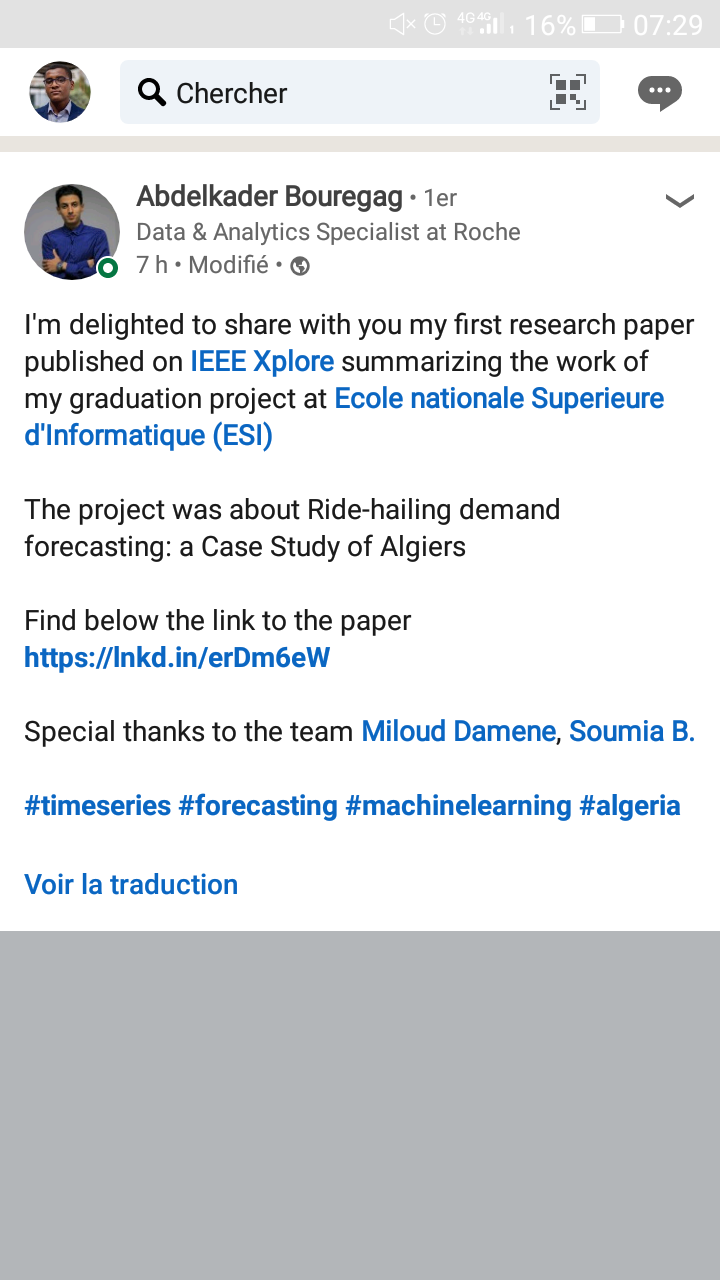 4G 4G 16% 07:29
Chercher
Abdelkader Bouregag • 1er
Data & Analytics Specialist at Roche
7 h • Modifié •
I'm delighted to share with you my first research paper
published on IEEE Xplore summarizing the work of
my graduation project at Ecole nationale Superieure
d'Informatique (ESI)
The project was about Ride-hailing demand
forecasting: a Case Study of Algiers
Find below the link to the paper
https://lnkd.in/erDm6eW
Special thanks to the team Miloud Damene, Soumia B.
#timeseries #forecasting #machinelearning #algeria
Voir la traduction